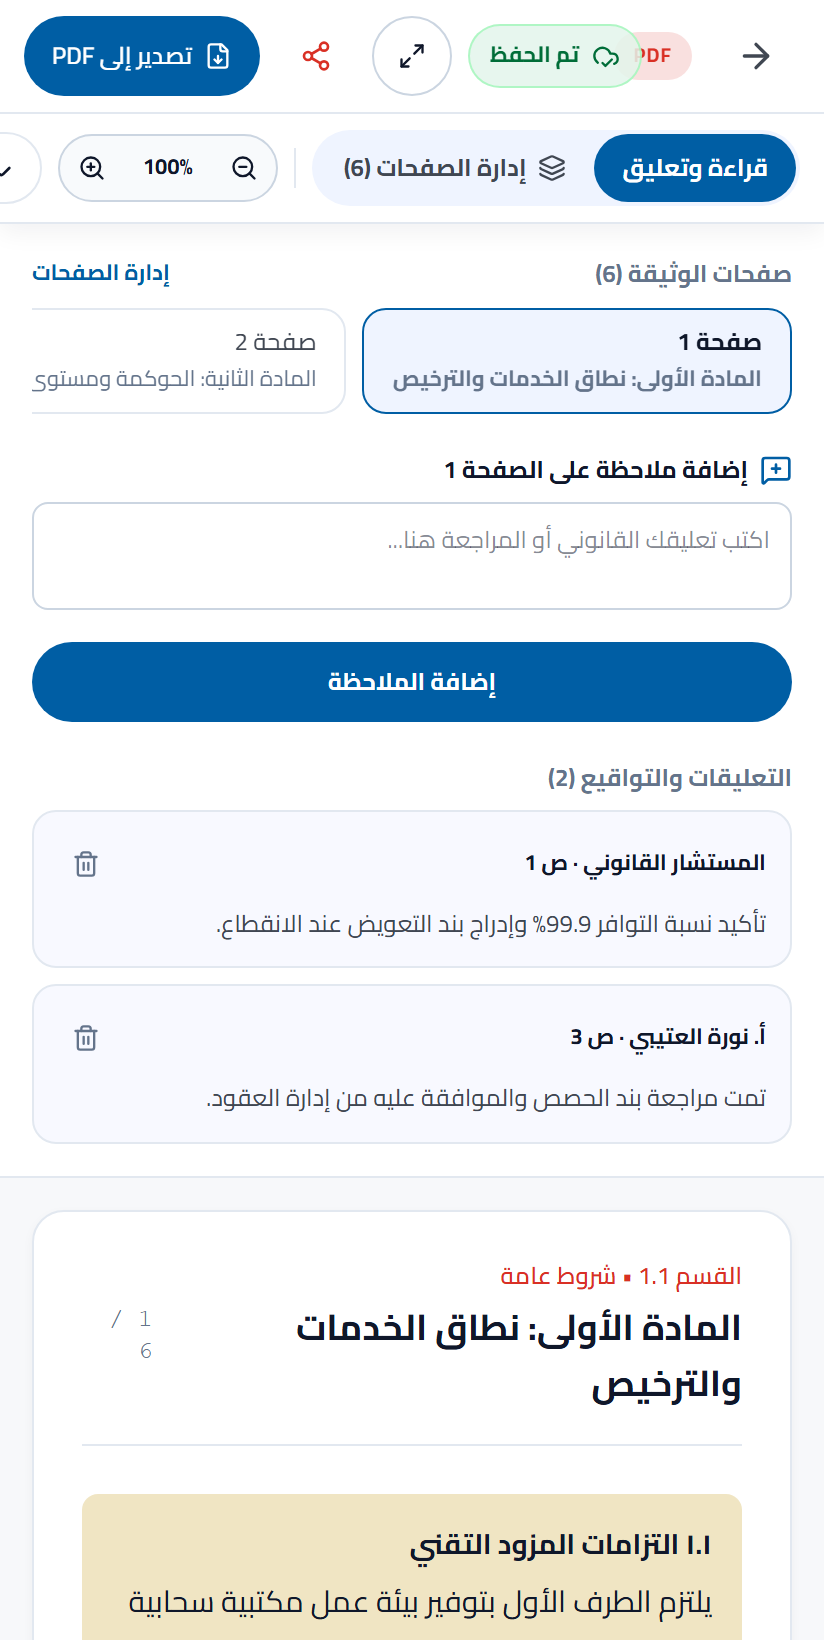 PDF
تم الحفظ
تصدير إلى PDF
قراءة وتعليق
إدارة الصفحات (6)
100%
صفحات الوثيقة (6)
إدارة الصفحات
صفحة 1
المادة الأولى: نطاق الخدمات والترخيص
صفحة 2
المادة الثانية: الحوكمة ومستوى
إضافة ملاحظة على الصفحة 1
اكتب تعليقك القانوني أو المراجعة هنا...
إضافة الملاحظة
التعليقات والتواقيع (2)
المستشار القانوني · ص 1
تأكيد نسبة التوافر 99.9% وإدراج بند التعويض عند الانقطاع.
أ. نورة العتيبي · ص 3
تمت مراجعة بند الحصص والموافقة عليه من إدارة العقود.
القسم 1.1 ▪ شروط عامة
المادة الأولى: نطاق الخدمات
والترخيص
1 /
6
١.١ التزامات المزود التقني
يلتزم الطرف الأول بتوفير بيئة عمل مكتبية سحابية